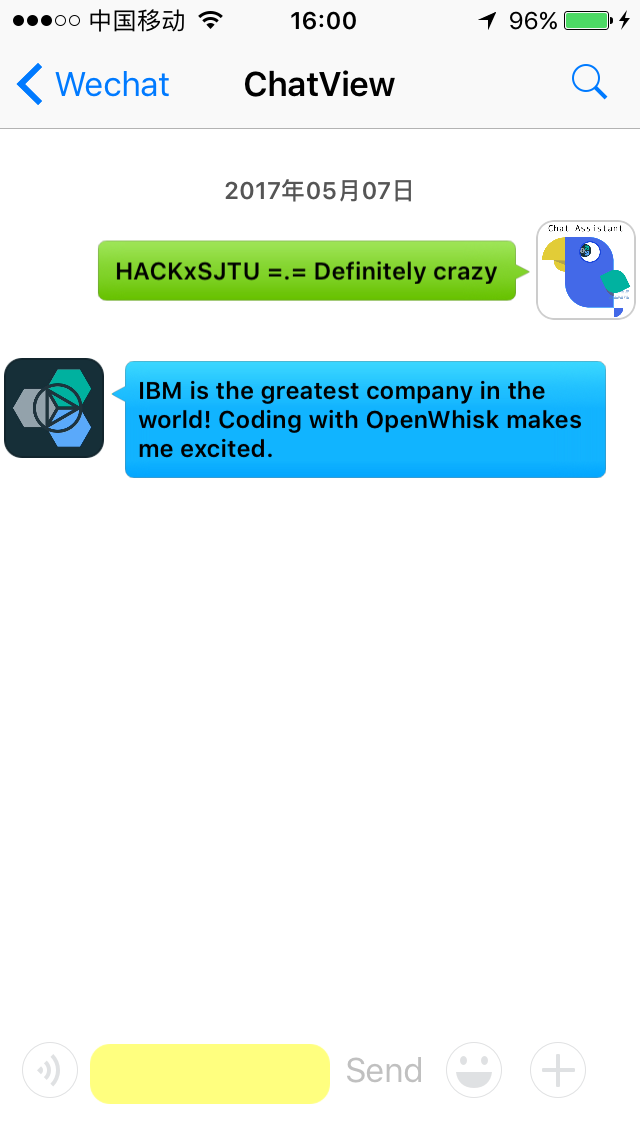 中国移动 16:00 96%
Wechat ChatView
2017年05月07日
Chat Assistant
HACKxSJTU =.= Definitely crazy
IBM is the greatest company in the
world! Coding with OpenWhisk makes
me excited.
Send